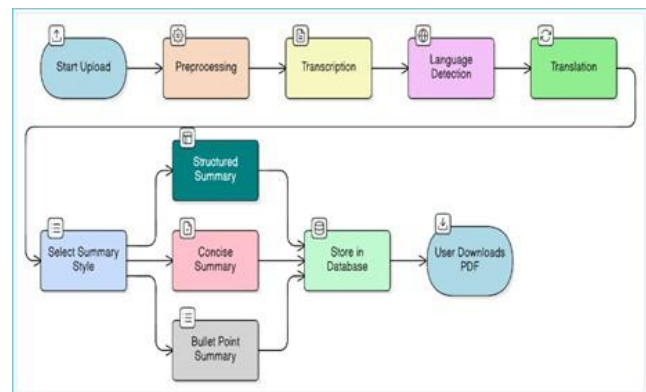 Start Upload
Preprocessing
Transcription
Language
Detection
Translation
Structured
Summary
Select Summary
Style
Concise
Summary
Store in
Database
User Downloads
PDF
Bullet Point
Summary